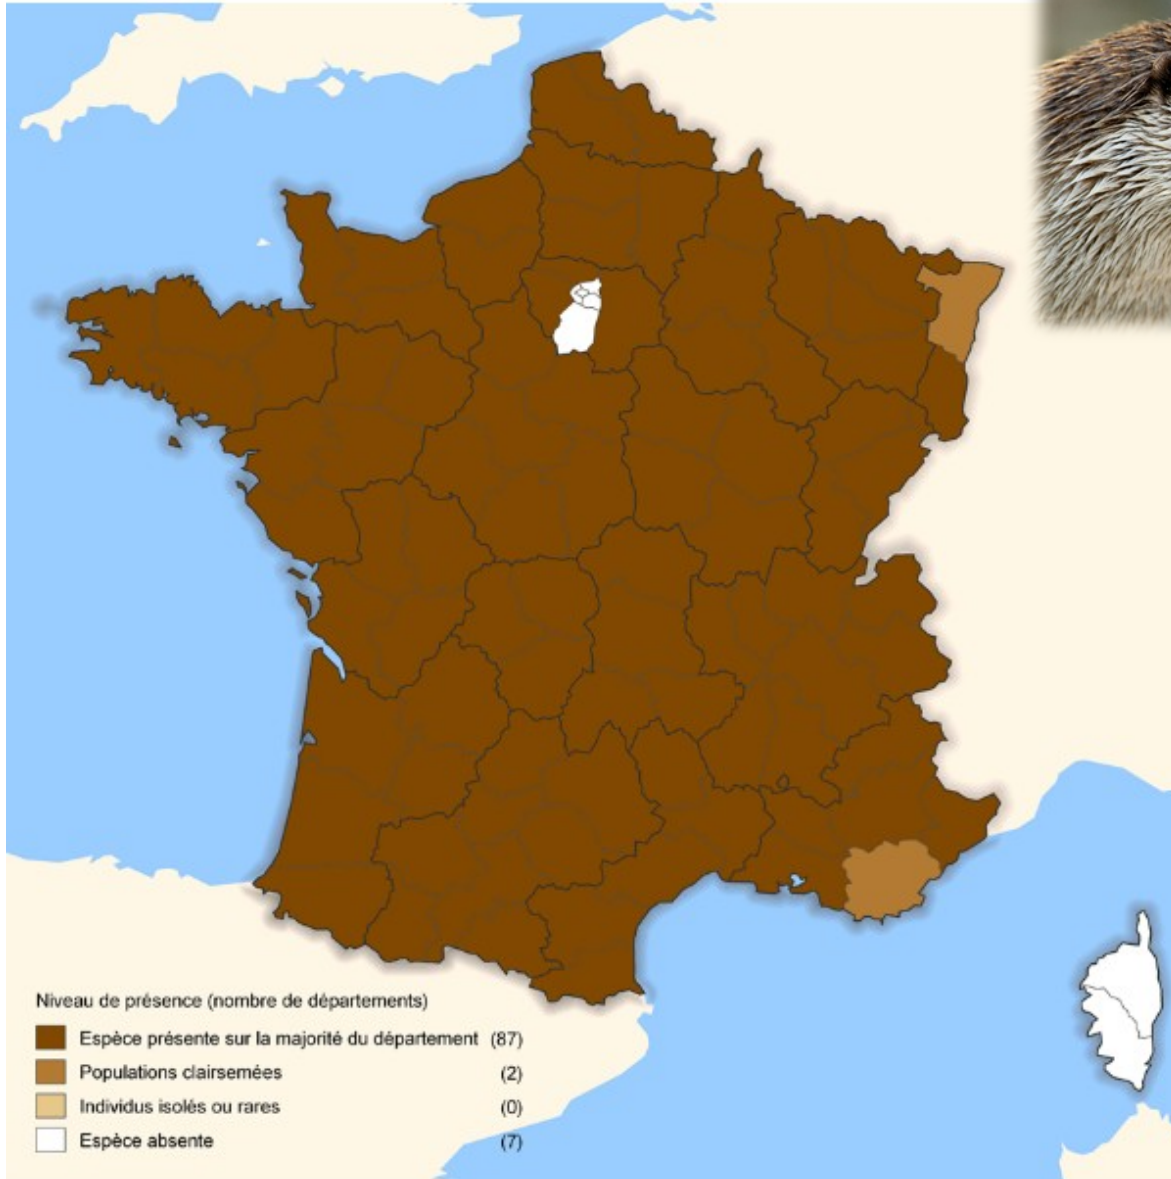 Niveau de présence (nombre de départements)
Espèce présente sur la majorité du département (87)
Populations clairsemées (2)
Individus isolés ou rares (0)
Espèce absente (7)